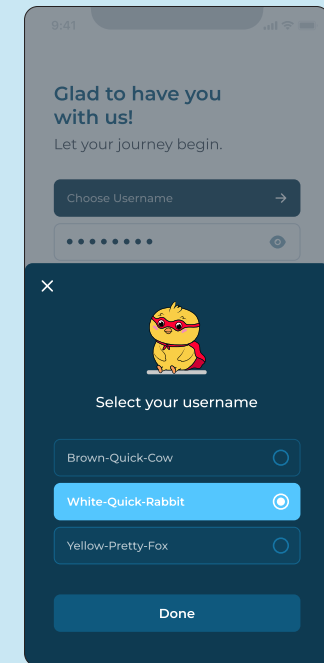 9:41
Glad to have you
with us!
Let your journey begin.
Choose Username
Select your username
Brown-Quick-Cow
White-Quick-Rabbit
Yellow-Pretty-Fox
Done